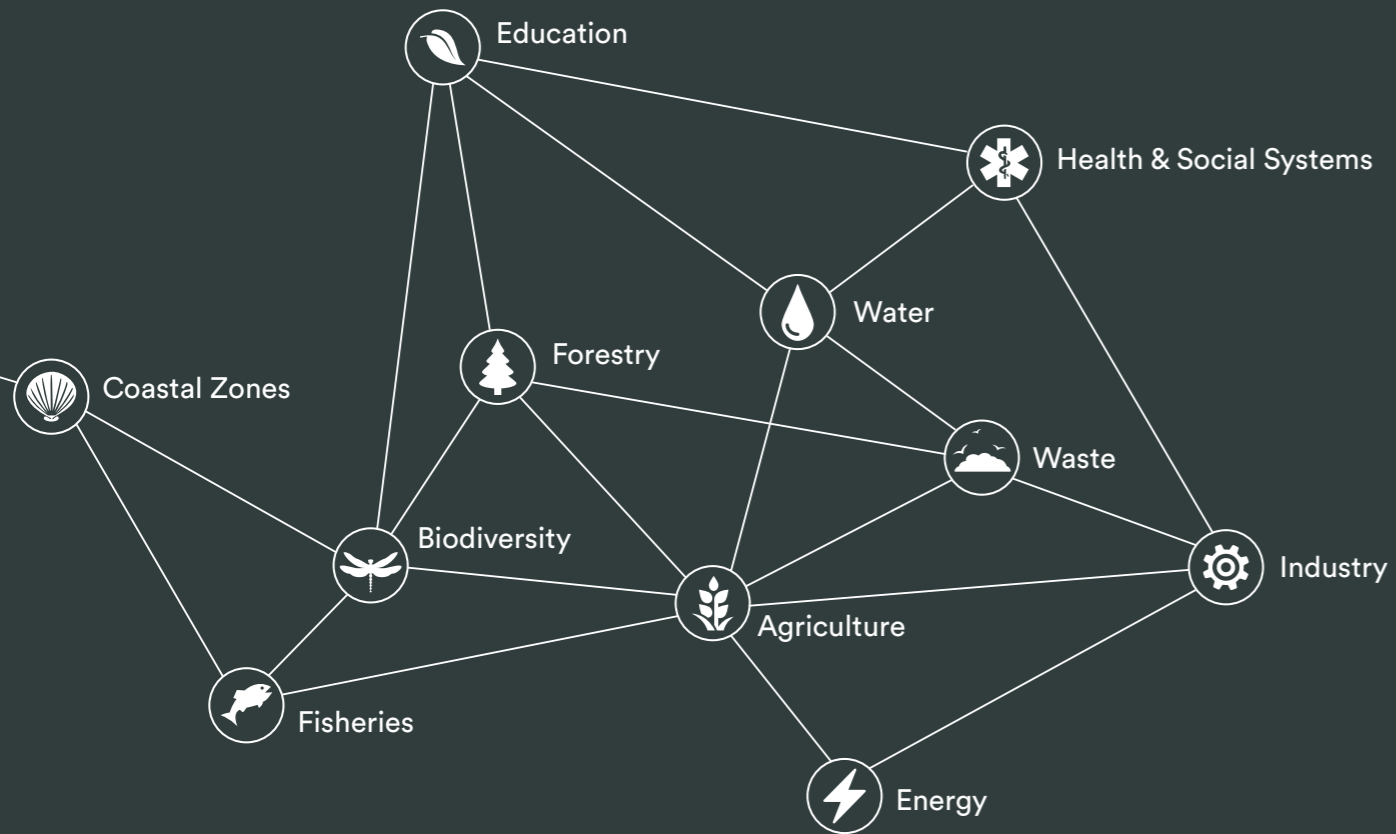 Education
Health & Social Systems
Water
Forestry
Coastal Zones
Waste
Biodiversity
Industry
Agriculture
Fisheries
Energy